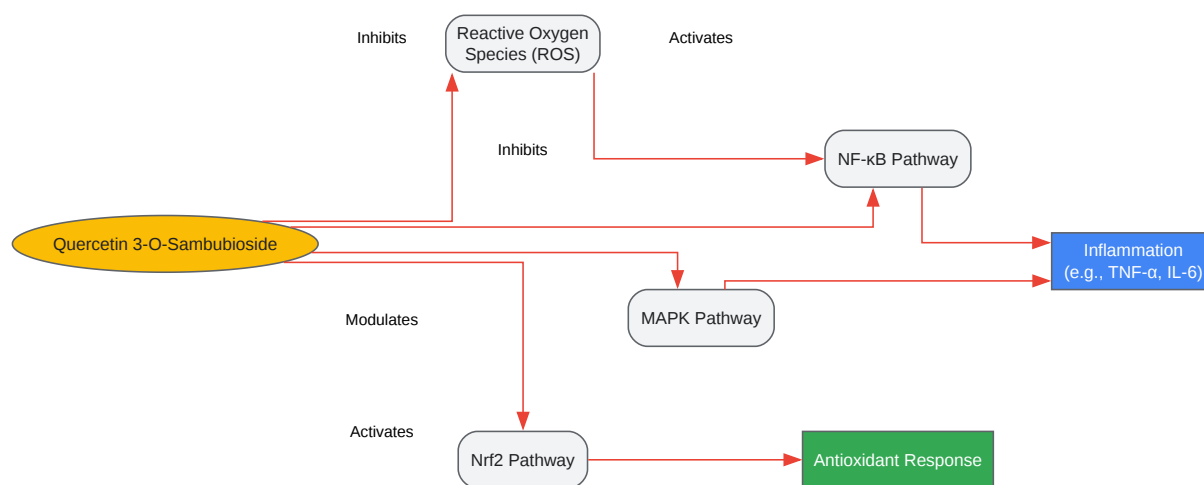 Inhibits
Reactive Oxygen
Species (ROS)
Activates
Inhibits
NF-κB Pathway
Quercetin 3-O-Sambubioside
Inflammation
(e.g., TNF-α, IL-6)
Modulates
MAPK Pathway
Activates
Nrf2 Pathway
Antioxidant Response